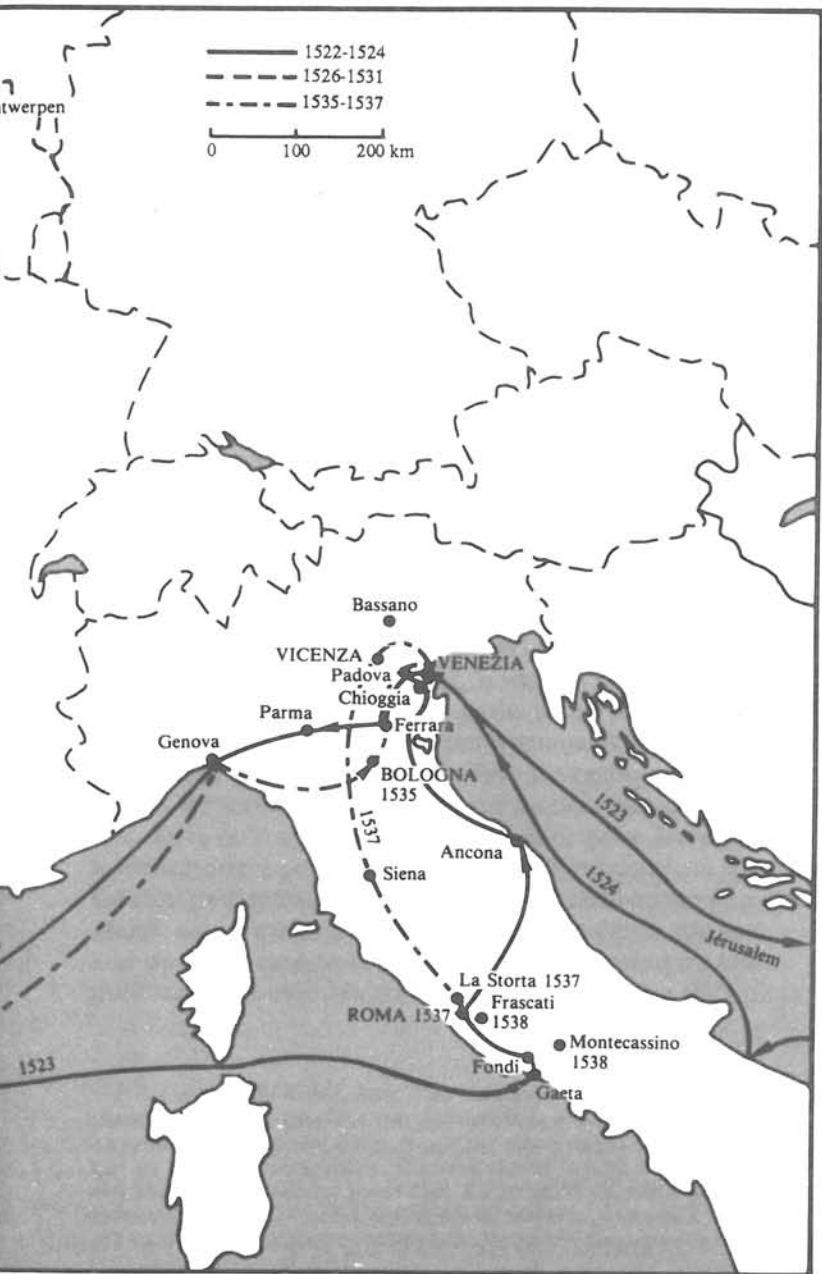 1522-1524
1526-1531
1535-1537
twerpen
0 100 200 km
Bassano
VICENZA
VENEZIA
Padova
Chioggia
Parma
Ferrara
Genova
BOLOGNA
1535
1523
1537
Ancona
1524
Siena
Jérusalem
La Storta 1537
Frascati
1538
ROMA 1537
Montecassino
1538
Fondi
1523
Gaeta